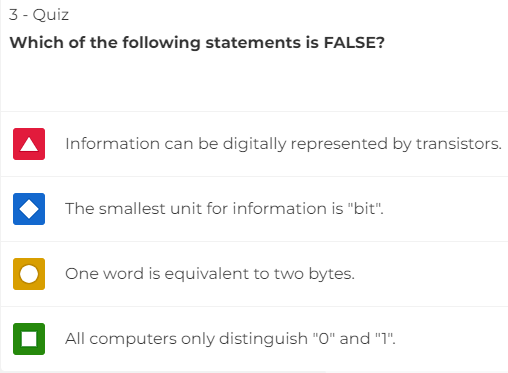 3 - Quiz
Which of the following statements is FALSE?
Information can be digitally represented by transistors.
The smallest unit for information is "bit".
One word is equivalent to two bytes.
All computers only distinguish "0" and "1".